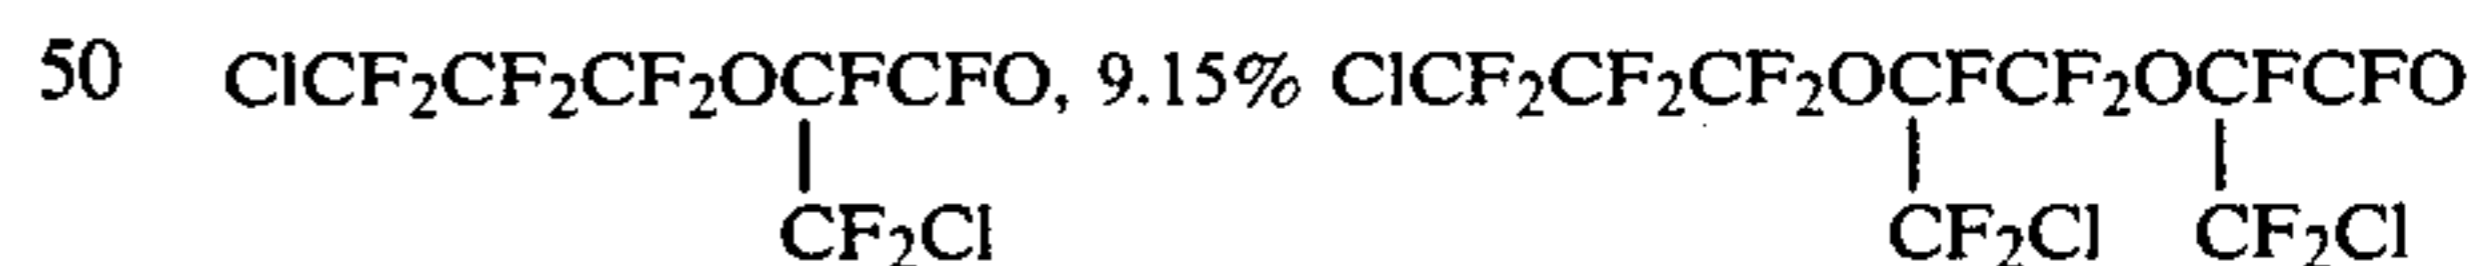 50 ClCF₂CF₂CF₂OCFCFO, 9.15% ClCF₂CF₂CF₂OCFCF₂OCFCFO
CF₂Cl CF₂Cl CF₂Cl